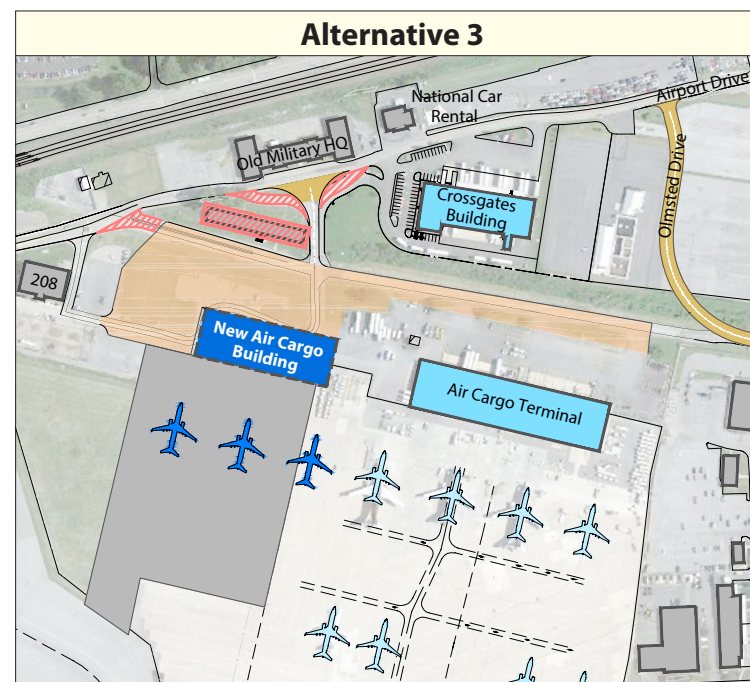 Alternative 3
National Car
Rental
Airport Drive
Old Military HQ
Olmsted Drive
Crossgates
Building
208
New Air Cargo
Building
Air Cargo Terminal